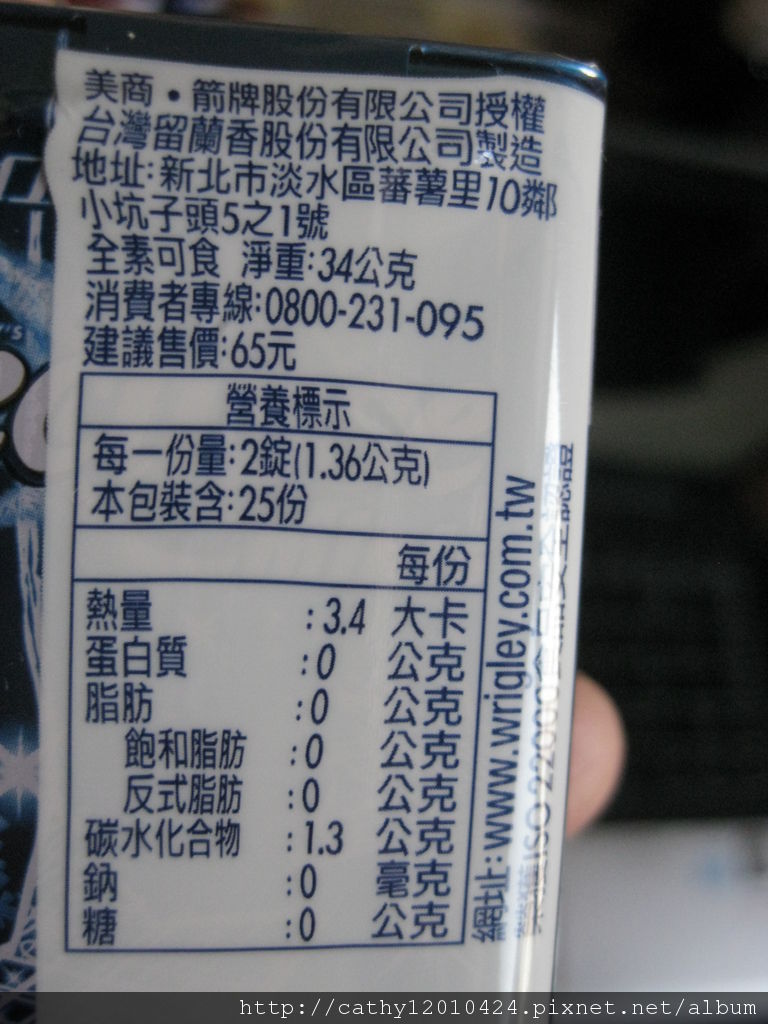 美商•箭牌股份有限公司授權
台灣留蘭香股份有限公司製造
地址:新北市淡水區蕃薯里10鄰
小坑子頭5之1號
全素可食 淨重:34公克
消費者專線:0800-231-095
建議售價:65元
營養標示
每一份量:2錠(1.36公克)
本包裝含:25份
每份
熱量 :3.4 大卡
蛋白質 :0 公克
脂肪 :0 公克
飽和脂肪 :0 公克
反式脂肪 :0 公克
碳水化合物 :1.3 公克
鈉 :0 毫克
糖 :0 公克
網址:www.wrigley.com.tw
ISO 22000
http://cathy12010424.pixnet.net/album